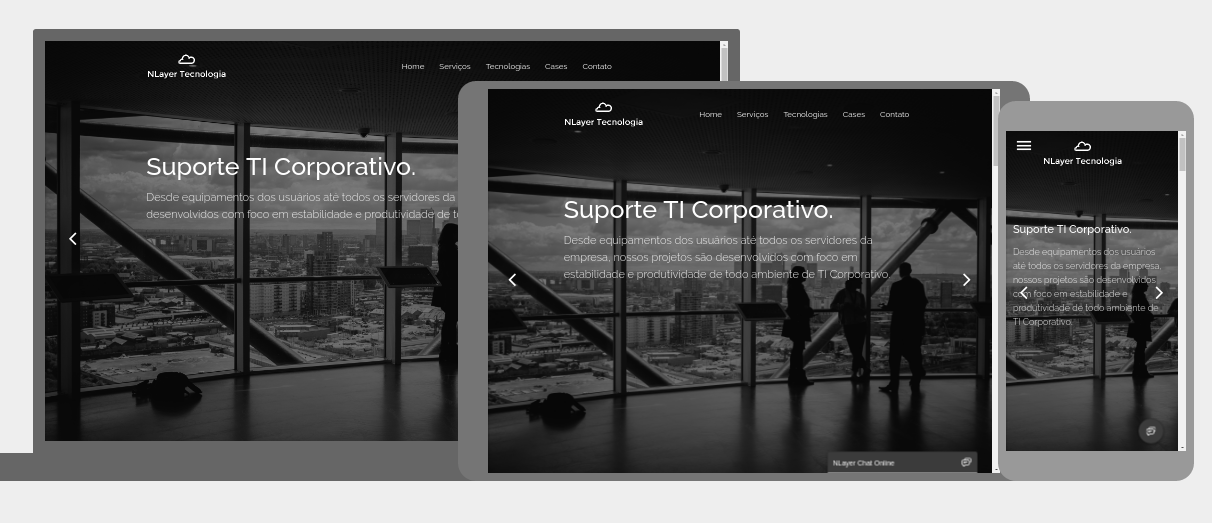 NLayer Tecnologia
Home Serviços Tecnologias Cases Contato
Suporte TI Corporativo.
Desde equipamentos dos usuários até todos os servidores da
desenvolvidos com foco em estabilidade e produtividade de
NLayer Tecnologia
Home Serviços Tecnologias Cases Contato
Suporte TI Corporativo.
Desde equipamentos dos usuários até todos os servidores da
empresa, nossos projetos são desenvolvidos com foco em
estabilidade e produtividade de todo ambiente de TI Corporativo.
NLayer Chat Online
NLayer Tecnologia
Suporte TI Corporativo.
Desde equipamentos dos usuários
até todos os servidores da empresa,
nossos projetos são desenvolvidos
com foco em estabilidade e
produtividade de todo ambiente de
TI Corporativo.